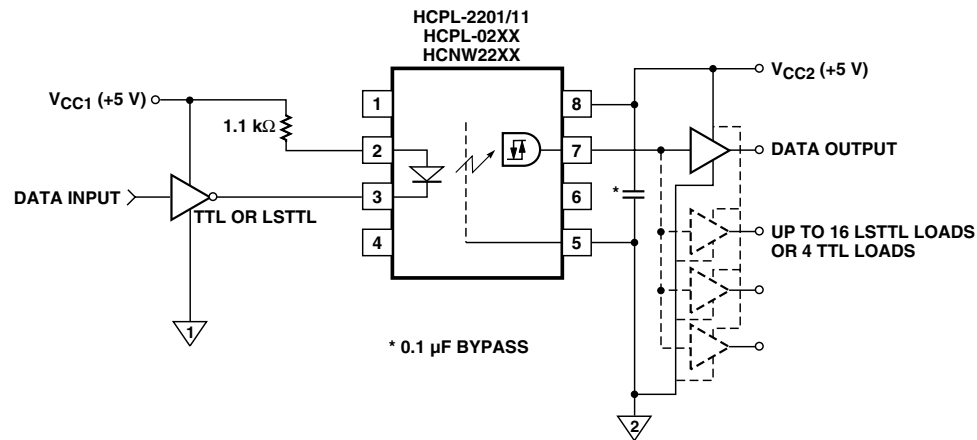 HCPL-2201/11
HCPL-02XX
HCNW22XX
VCC1 (+5 V)
1.1 kΩ
DATA INPUT
TTL OR LSTTL
1
1
2
3
4
8
7
6
5
*
VCC2 (+5 V)
DATA OUTPUT
UP TO 16 LSTTL LOADS
OR 4 TTL LOADS
* 0.1 µF BYPASS
2